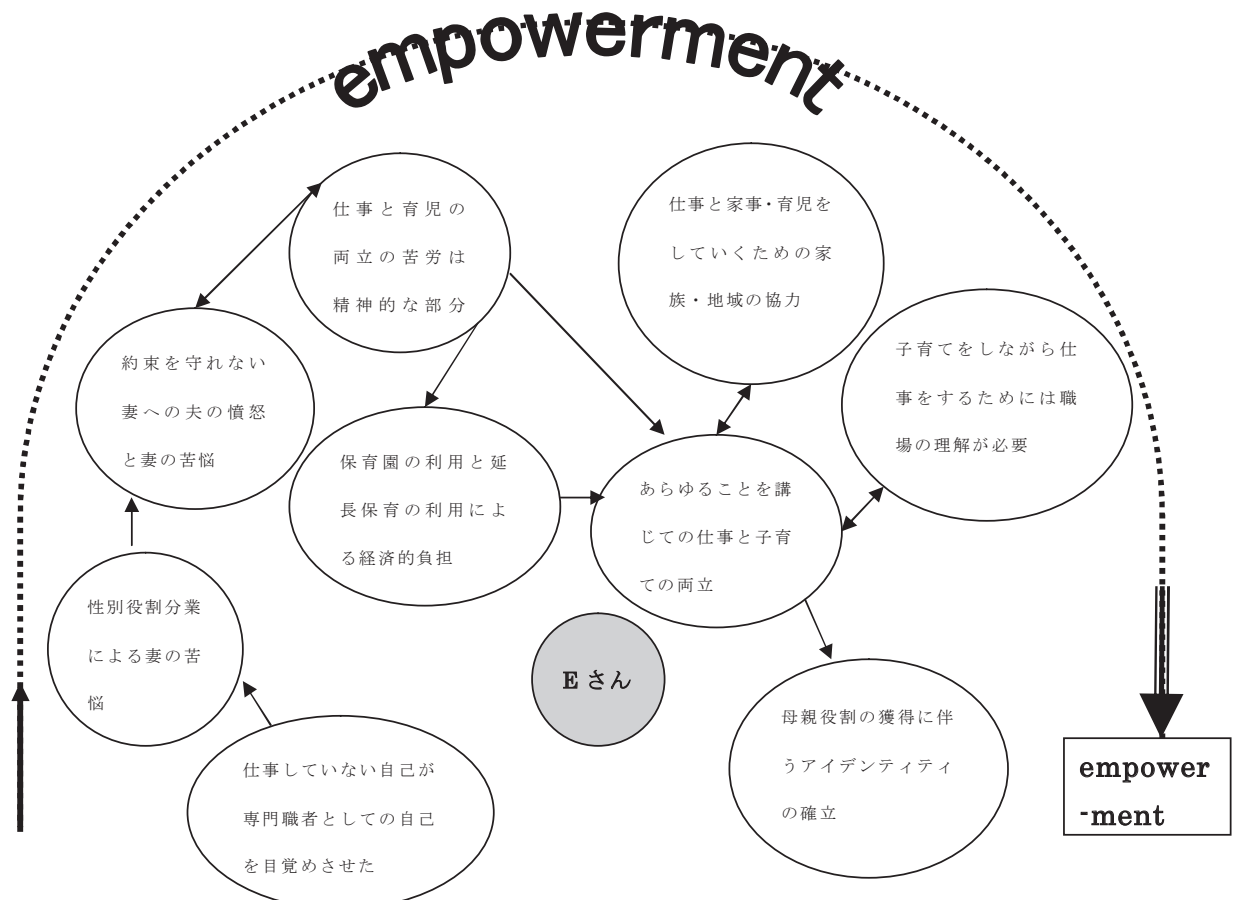 empowerment
仕事と育児の
両立の苦労は
精神的な部分
仕事と家事・育児を
していくための家
族・地域の協力
約束を守れない
妻への夫の憤怒
と妻の苦悩
子育てをしながら仕
事をするためには職
場の理解が必要
保育園の利用と延
長保育の利用によ
る経済的負担
あらゆることを講
じての仕事と子育
ての両立
性別役割分業
による妻の苦
悩
Eさん
仕事していない自己が
専門職者としての自己
を目覚めさせた
母親役割の獲得に伴
うアイデンティティ
の確立
empower
-ment